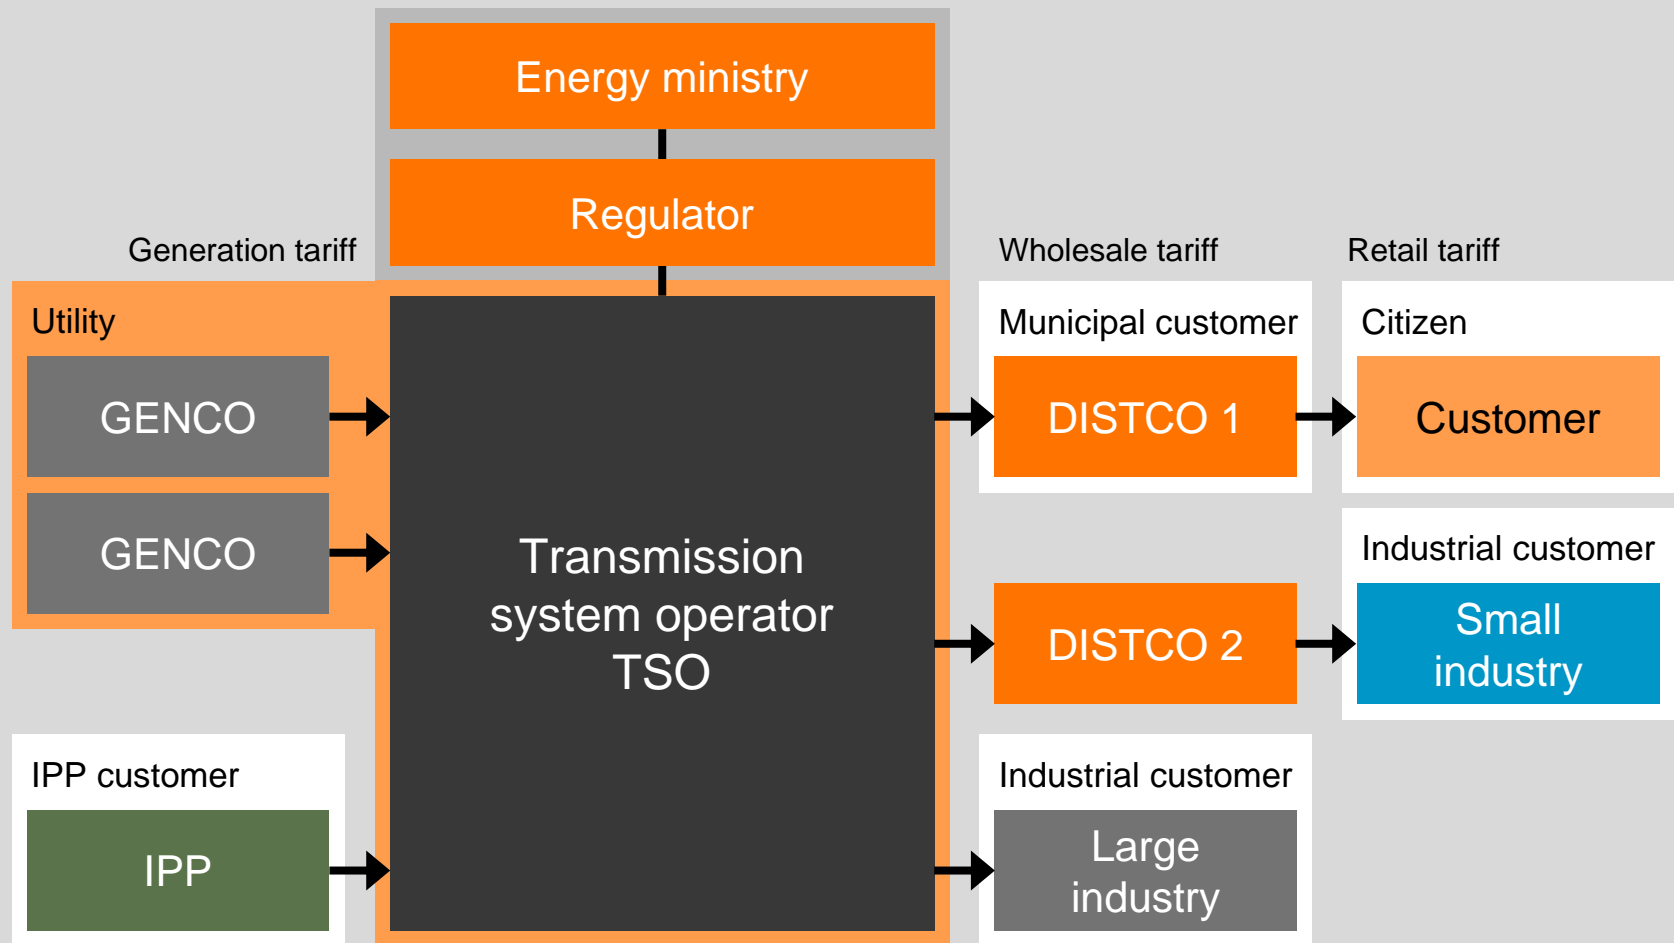 Energy ministry
Regulator
Generation tariff
Wholesale tariff
Retail tariff
Utility
GENCO
GENCO
IPP customer
IPP
Transmission
system operator
TSO
Municipal customer
DISTCO 1
Citizen
Customer
DISTCO 2
Industrial customer
Small
industry
Industrial customer
Large
industry